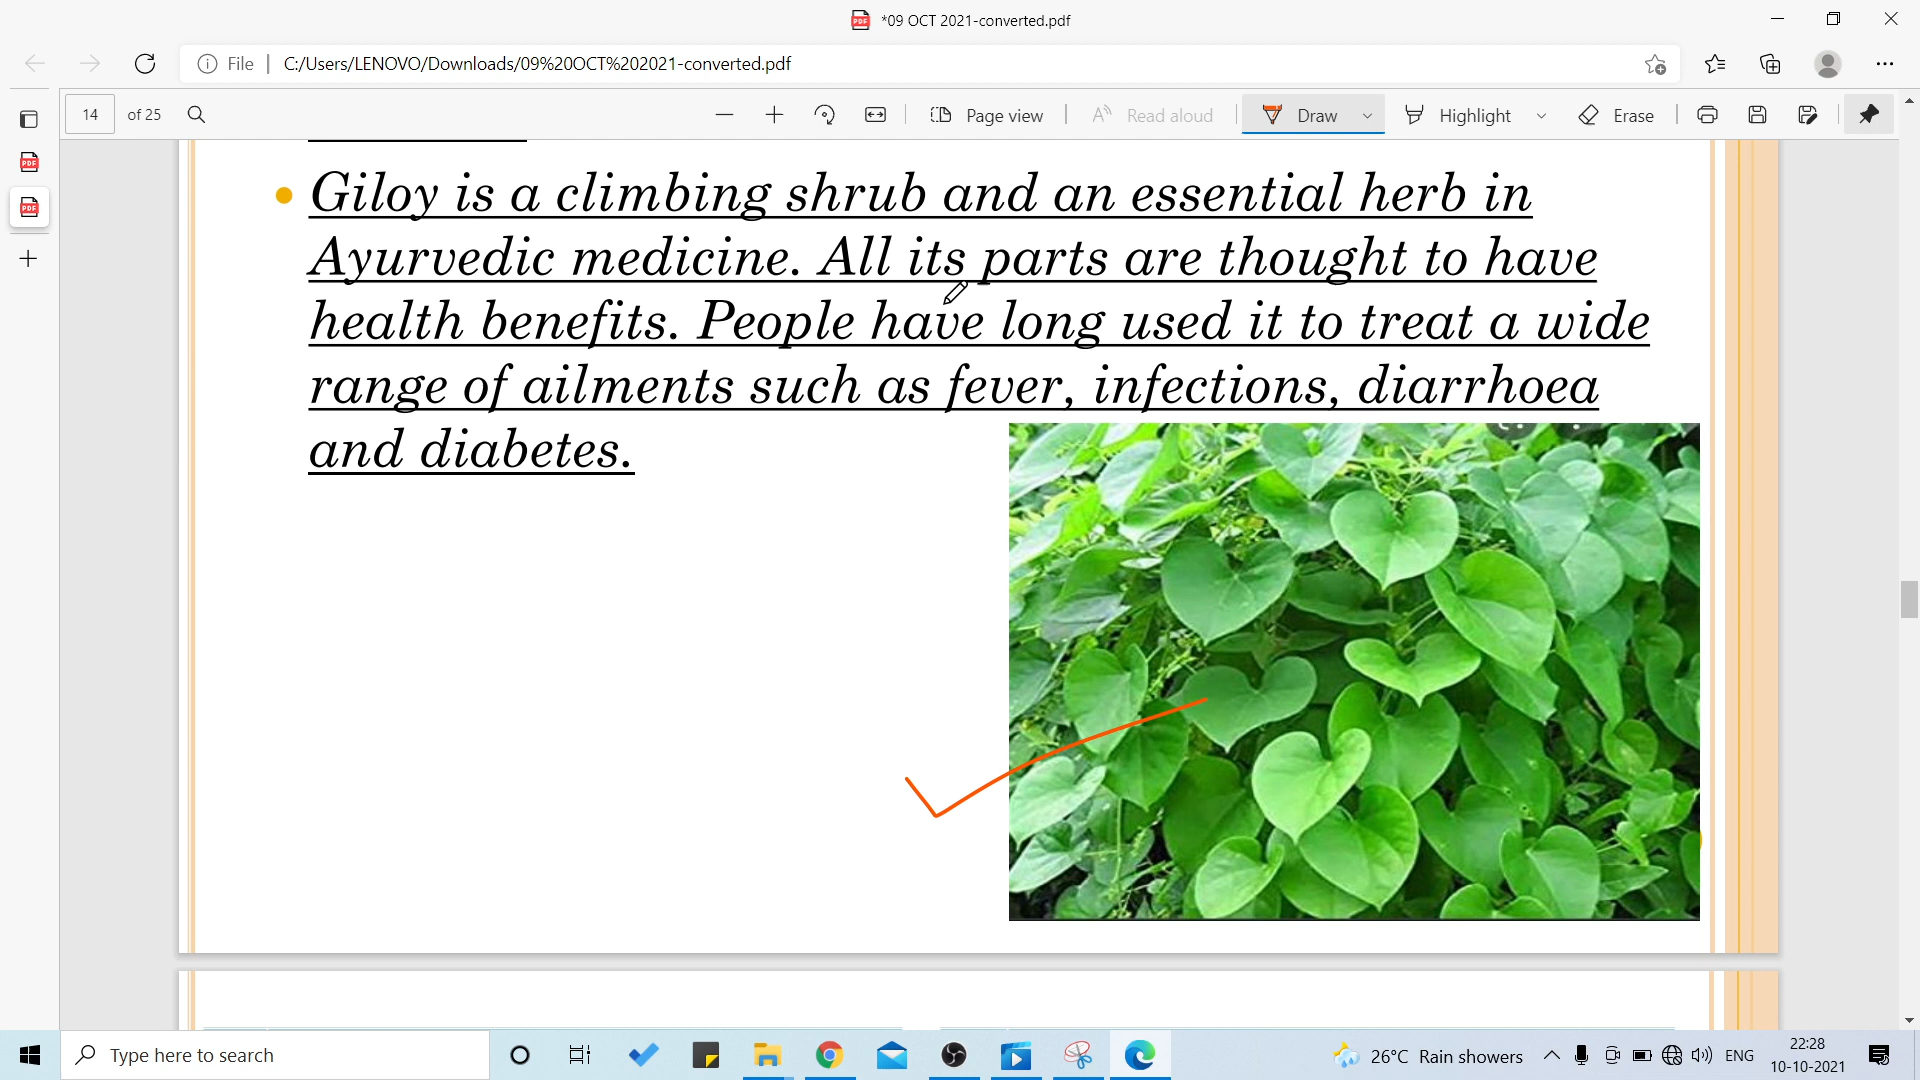 *09 OCT 2021-converted.pdf
File | C:/Users/LENOVO/Downloads/09%20OCT%202021-converted.pdf
14 of 25 Page view Read aloud Draw Highlight Erase
Giloy is a climbing shrub and an essential herb in
Ayurvedic medicine. All its parts are thought to have
health benefits. People have long used it to treat a wide
range of ailments such as fever, infections, diarrhoea
and diabetes.
Type here to search
26°C Rain showers
ENG
22:28
10-10-2021